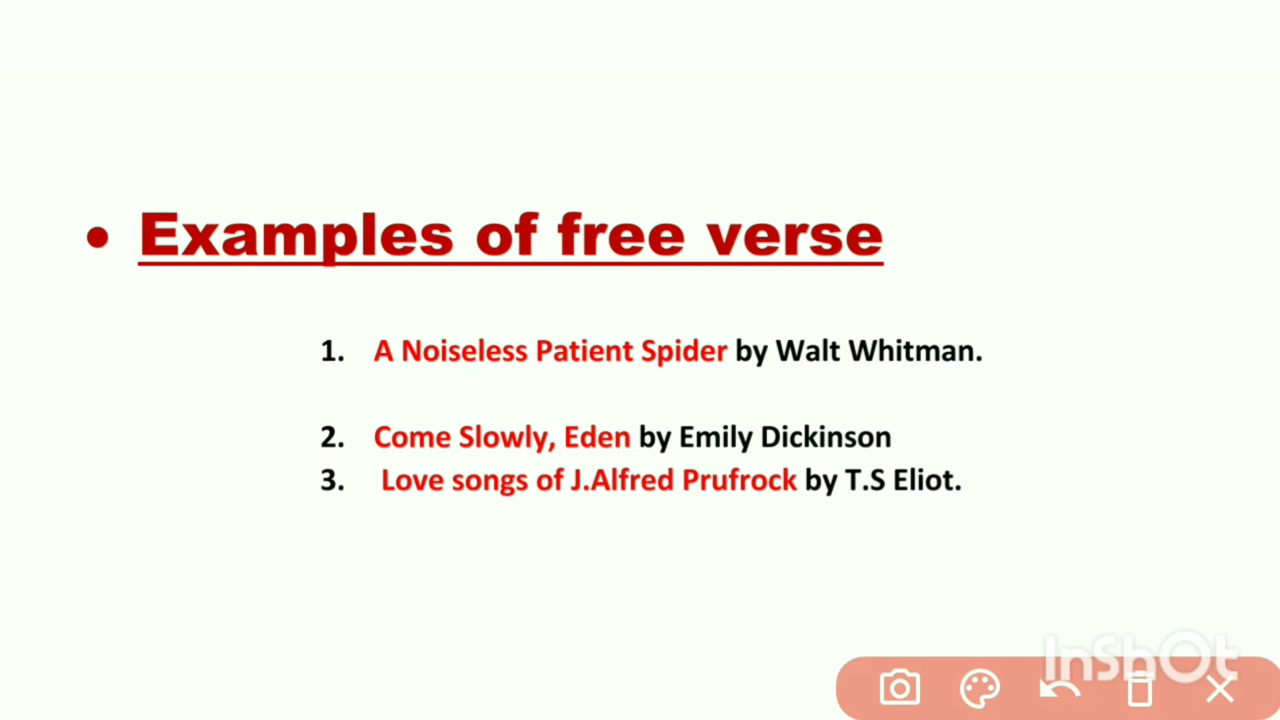 • Examples of free verse
1. A Noiseless Patient Spider by Walt Whitman.
2. Come Slowly, Eden by Emily Dickinson
3. Love songs of J.Alfred Prufrock by T.S Eliot.
InShOt